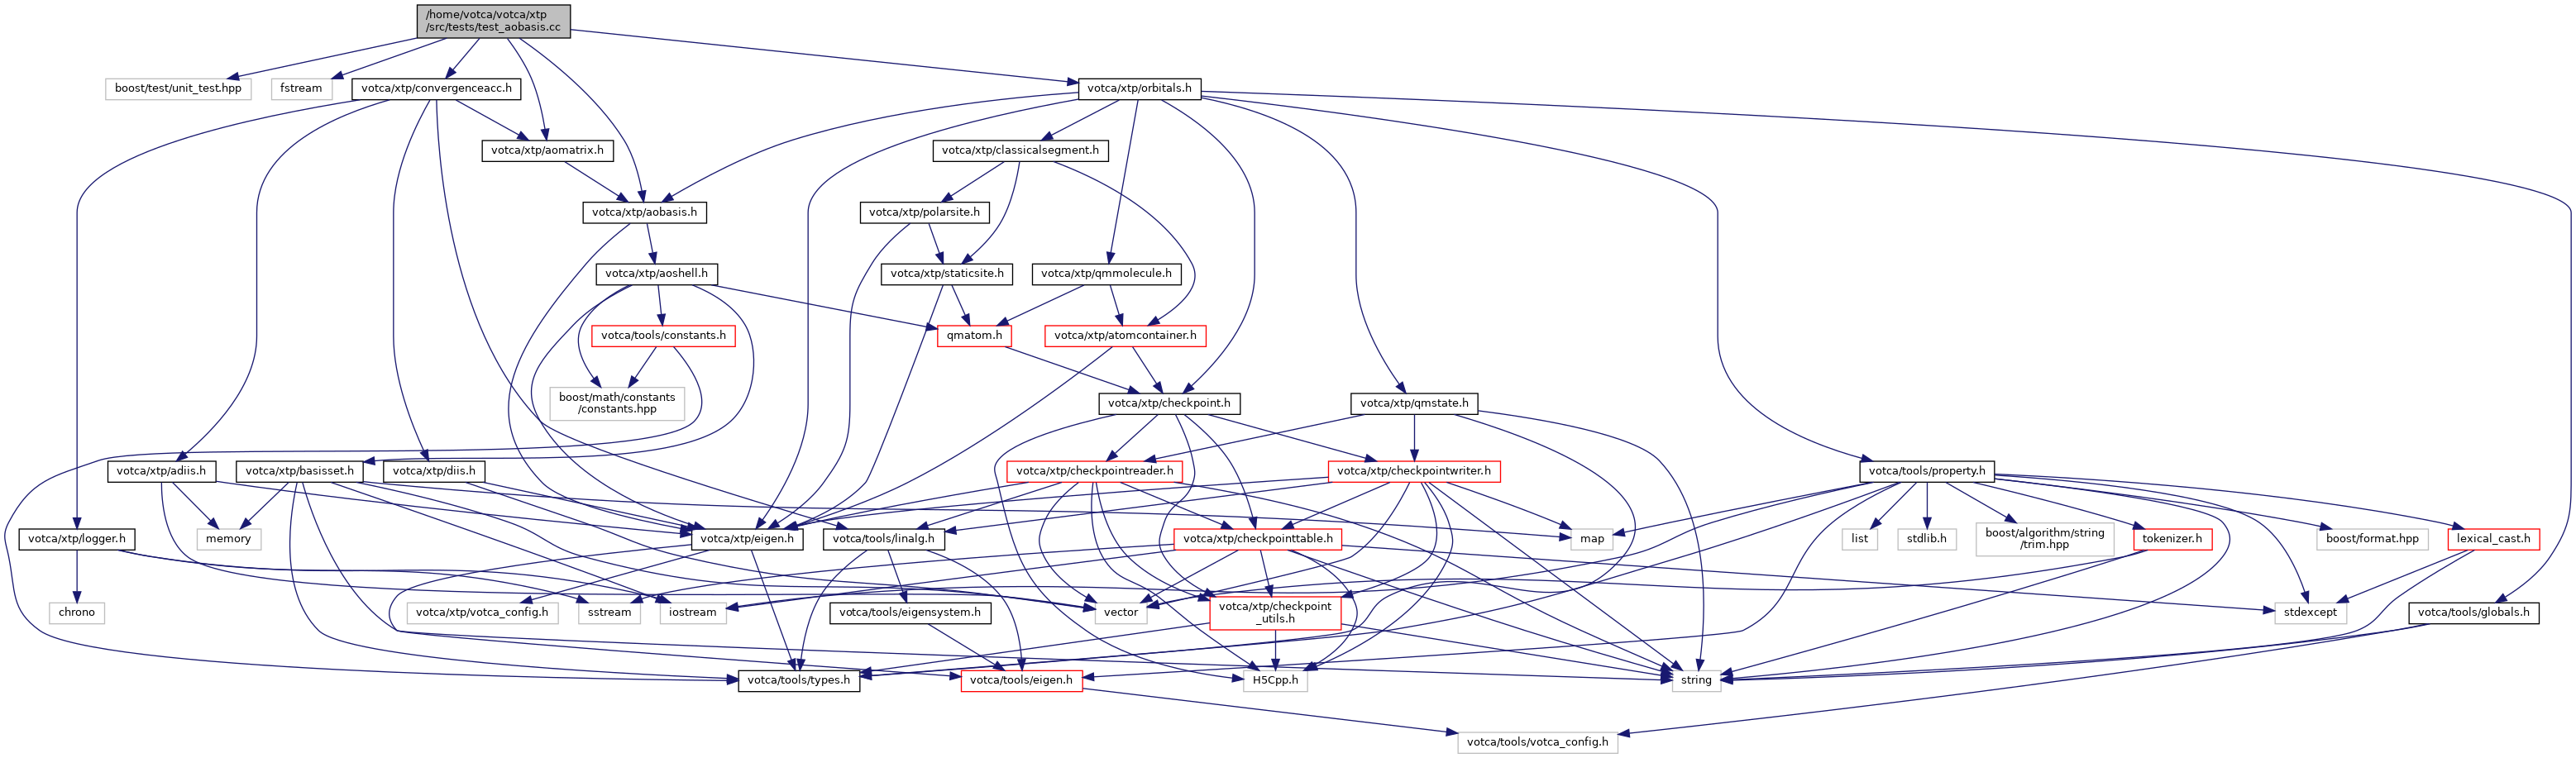 /home/votca/votca/xtp
/src/tests/test_aobasis.cc
boost/test/unit_test.hpp
fstream
votca/xtp/convergenceacc.h
votca/xtp/orbitals.h
votca/xtp/aomatrix.h
votca/xtp/classicalsegment.h
votca/xtp/aobasis.h
votca/xtp/polarsite.h
votca/xtp/aoshell.h
votca/xtp/staticsite.h
votca/xtp/qmmolecule.h
votca/tools/constants.h
qmatom.h
votca/xtp/atomcontainer.h
boost/math/constants
/constants.hpp
votca/xtp/checkpoint.h
votca/xtp/qmstate.h
votca/xtp/adiis.h
votca/xtp/basisset.h
votca/xtp/diis.h
votca/xtp/checkpointreader.h
votca/xtp/checkpointwriter.h
votca/tools/property.h
votca/xtp/logger.h
memory
votca/xtp/eigen.h
votca/tools/linalg.h
votca/xtp/checkpointtable.h
map
list
stdlib.h
boost/algorithm/string
/trim.hpp
tokenizer.h
boost/format.hpp
lexical_cast.h
chrono
votca/xtp/votca_config.h
sstream
iostream
votca/tools/eigensystem.h
vector
votca/xtp/checkpoint
_utils.h
stdexcept
votca/tools/globals.h
votca/tools/types.h
votca/tools/eigen.h
H5Cpp.h
string
votca/tools/votca_config.h